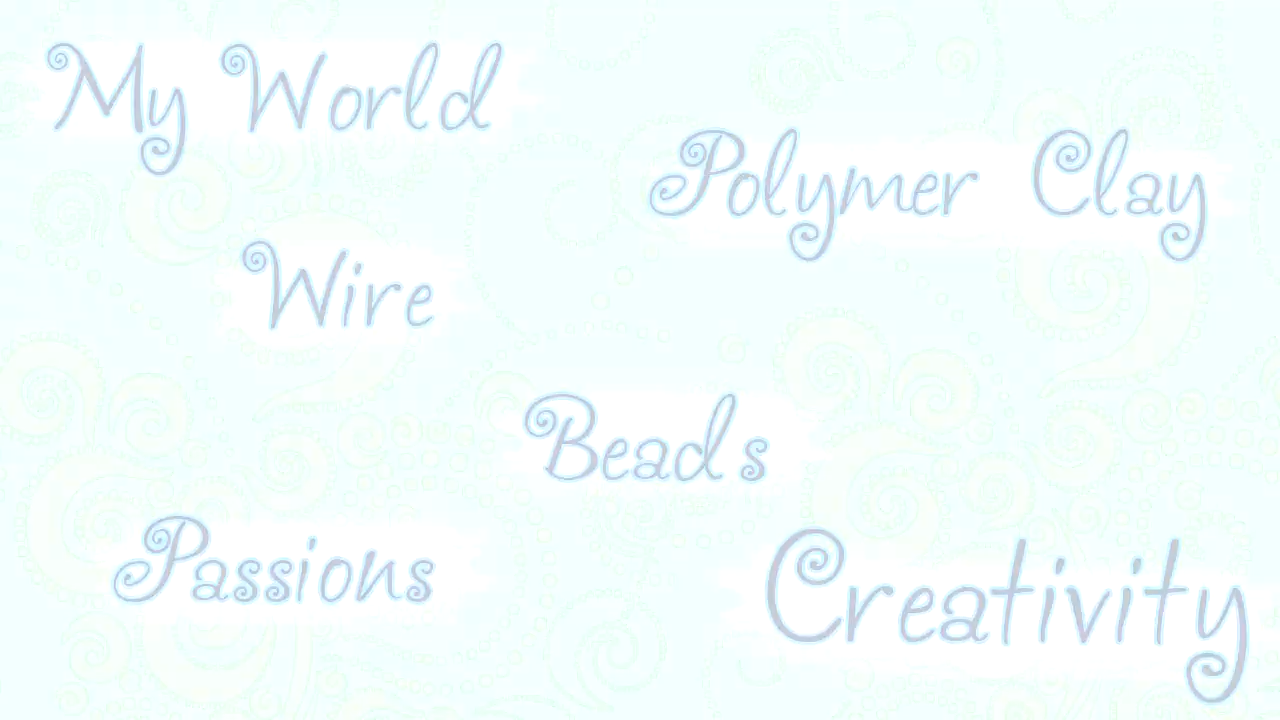 My World
Polymer Clay
Wire
Beads
Passions
Creativity